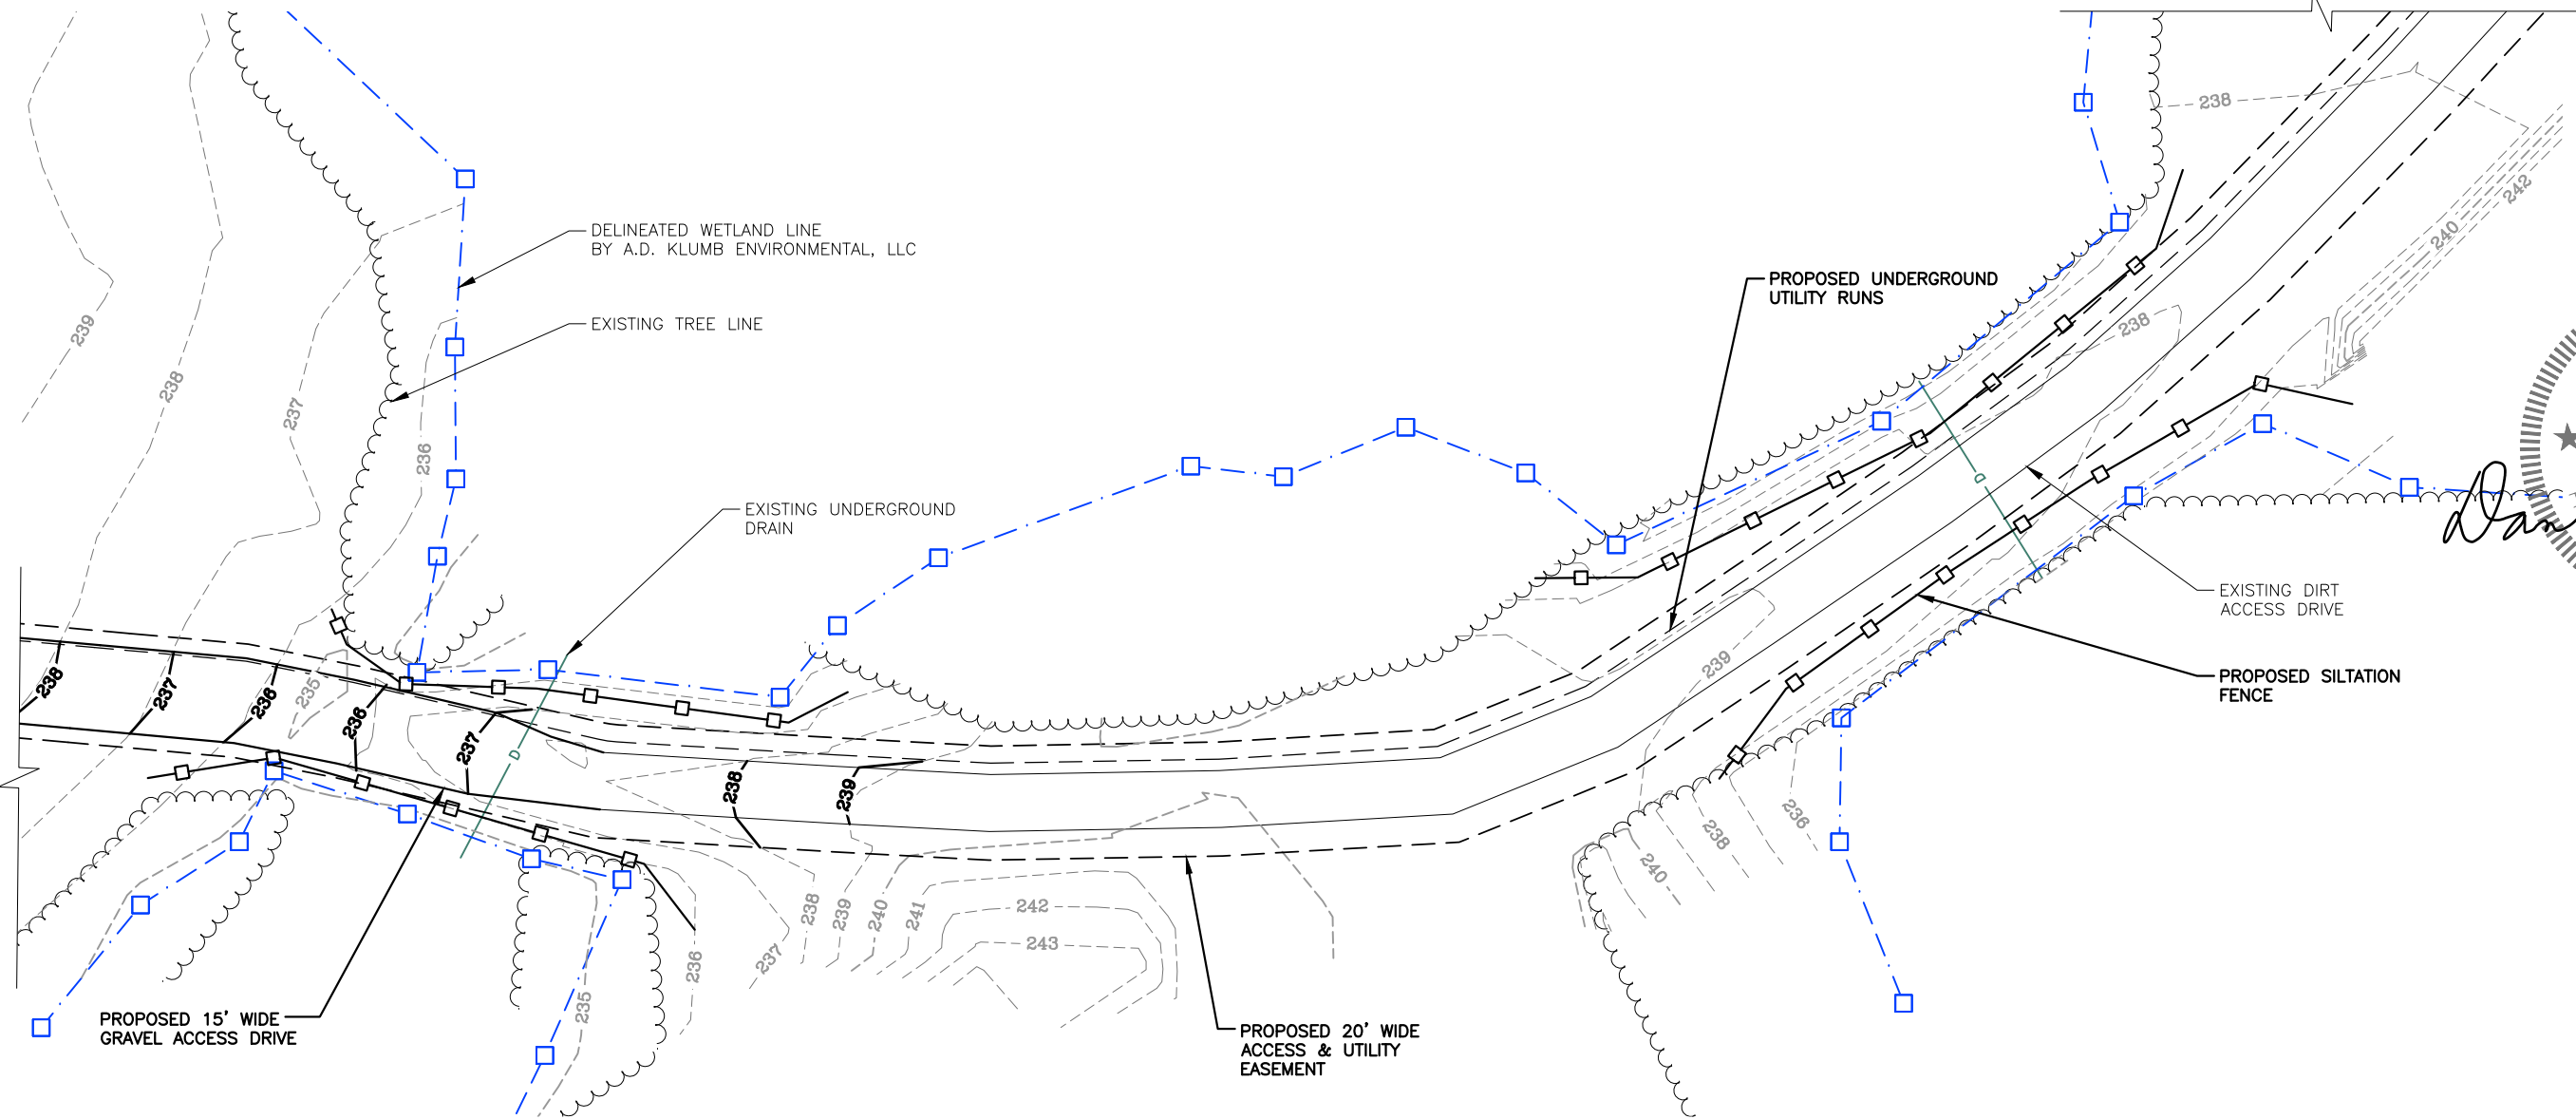 238
242
240
DELINEATED WETLAND LINE
BY A.D. KLUMB ENVIRONMENTAL, LLC
PROPOSED UNDERGROUND
UTILITY RUNS
EXISTING TREE LINE
239
238
238
237
236
EXISTING UNDERGROUND
DRAIN
D
EXISTING DIRT
ACCESS DRIVE
239
PROPOSED SILTATION
FENCE
238
237
236
235
236
237
D
238
239
236
238
240
238
239
240
241
242
243
237
236
235
PROPOSED 15' WIDE
GRAVEL ACCESS DRIVE
PROPOSED 20' WIDE
ACCESS & UTILITY
EASEMENT